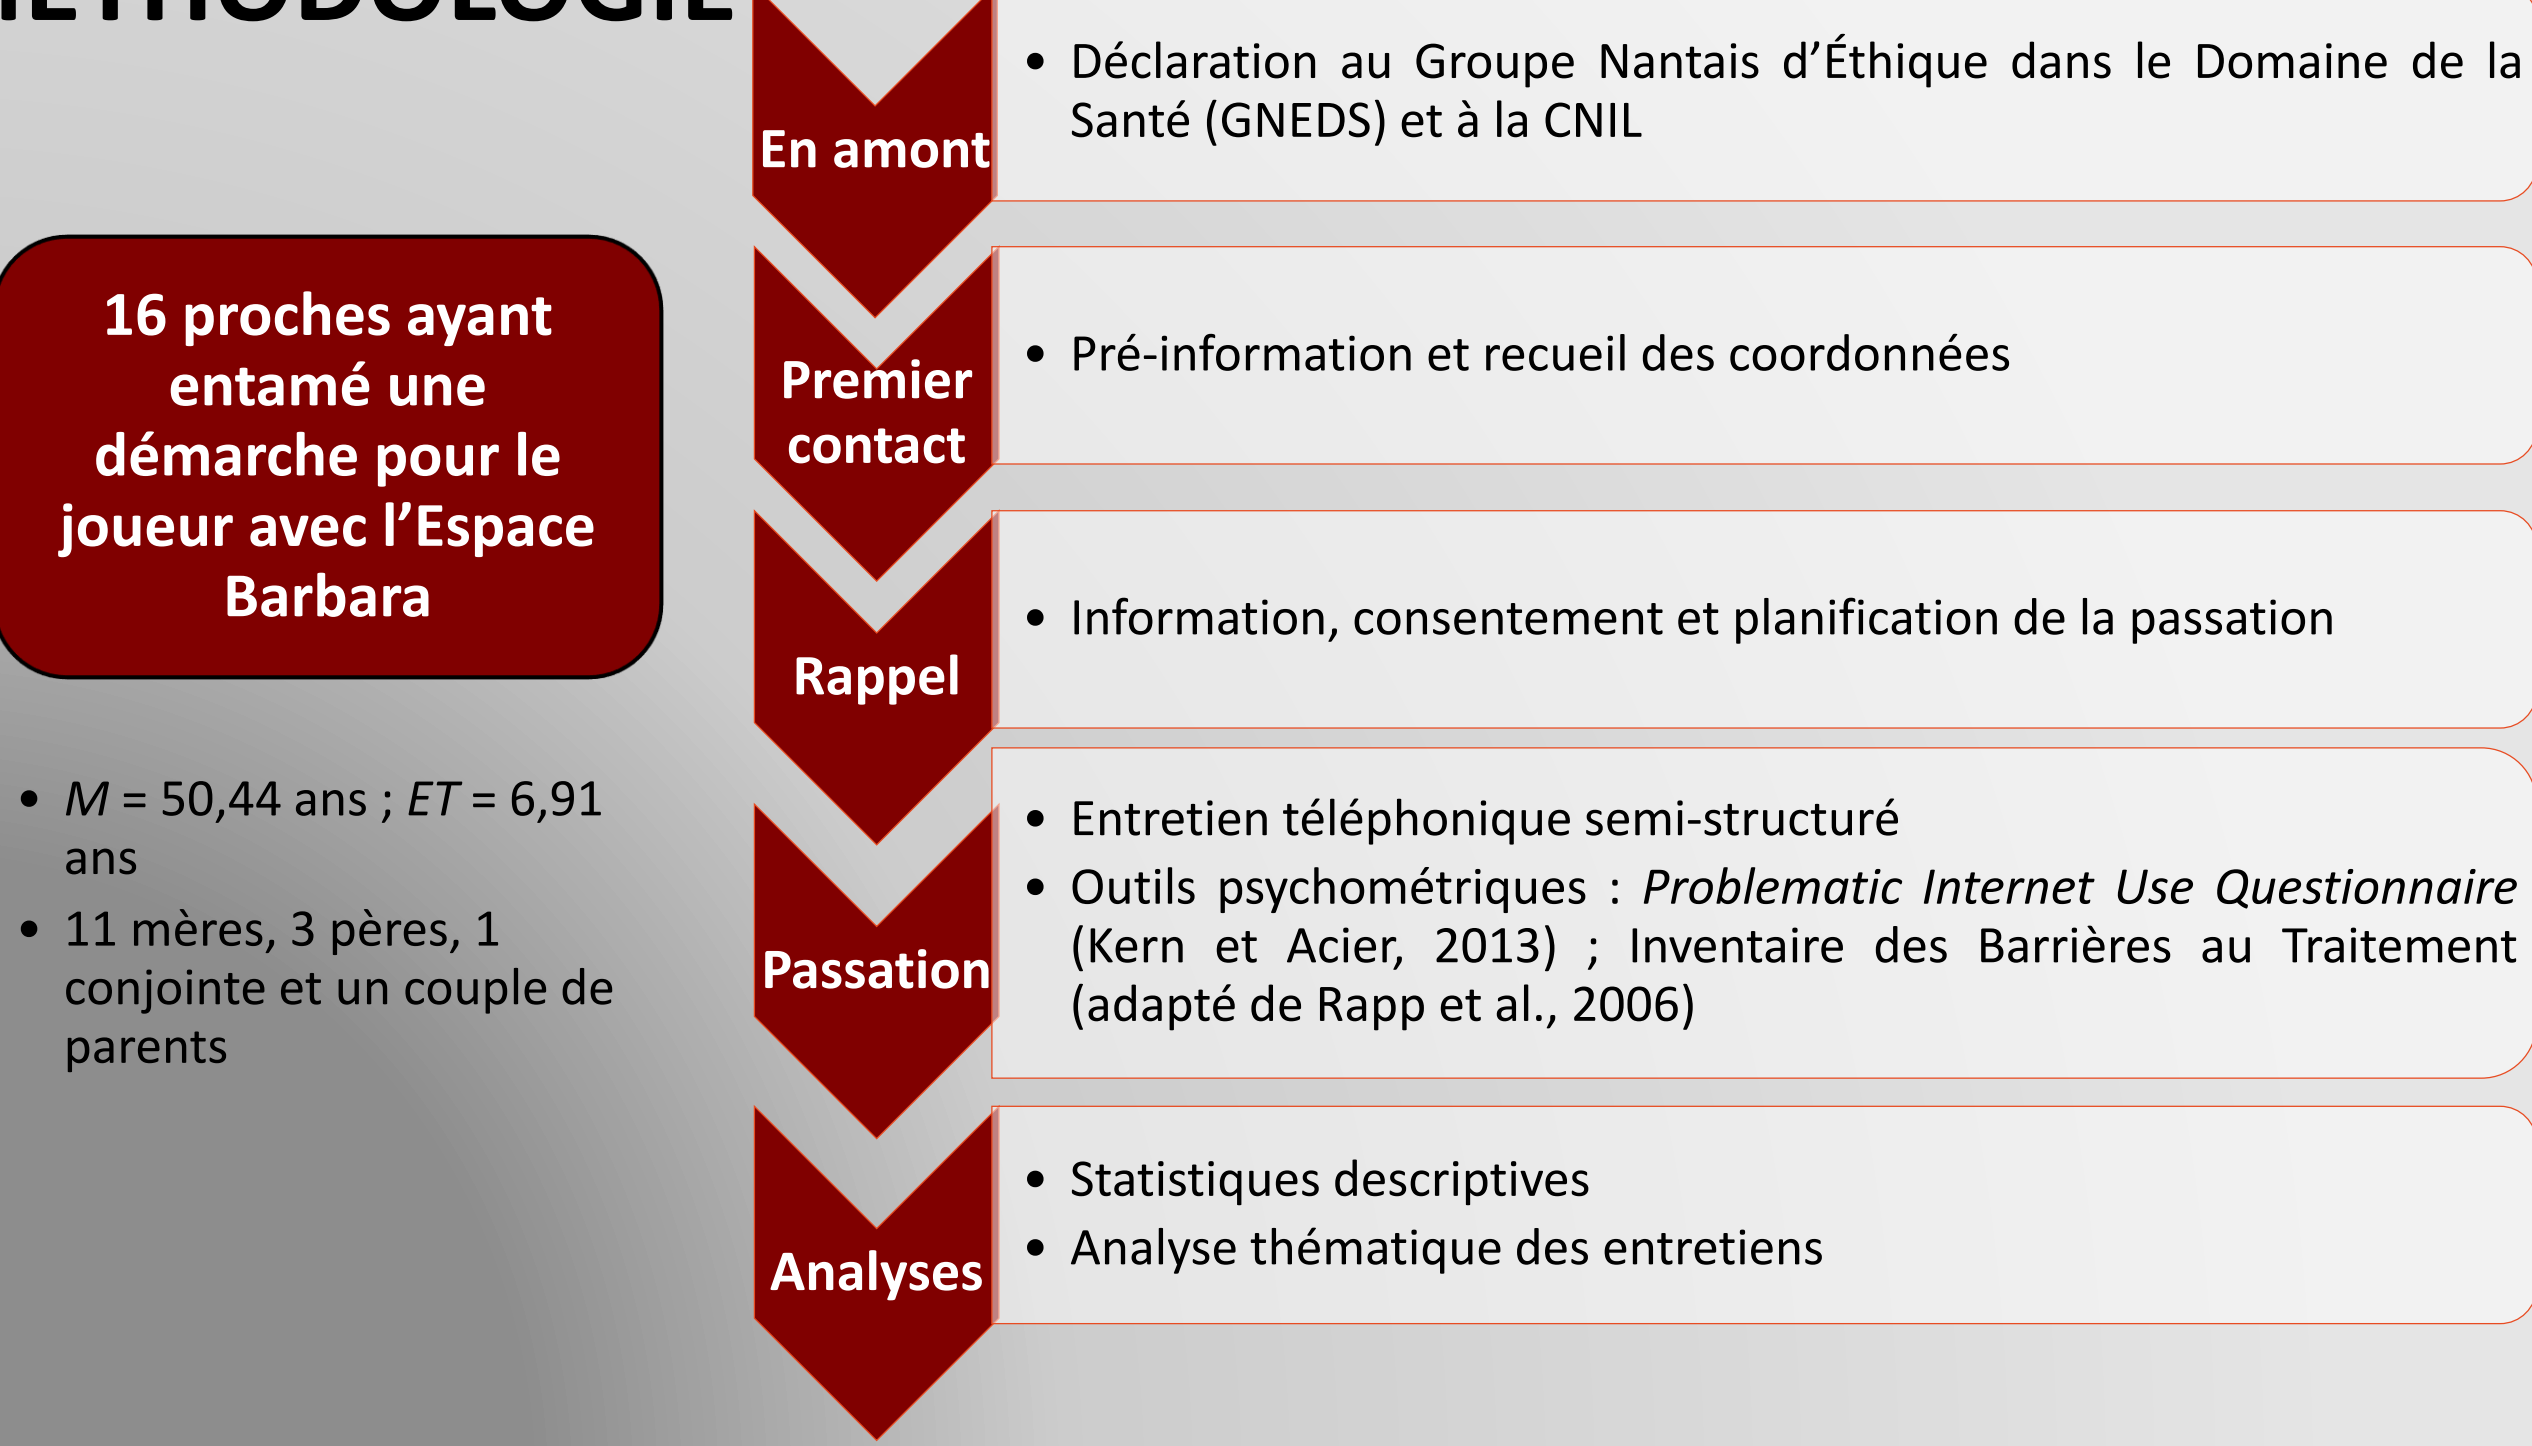 MÉTHODOLOGIE
En amont
• Déclaration au Groupe Nantais d’Éthique dans le Domaine de la
Santé (GNEDS) et à la CNIL
16 proches ayant
entamé une
démarche pour le
joueur avec l’Espace
Barbara
• M = 50,44 ans ; ET = 6,91
ans
• 11 mères, 3 pères, 1
conjointe et un couple de
parents
Premier
contact
• Pré-information et recueil des coordonnées
Rappel
• Information, consentement et planification de la passation
Passation
• Entretien téléphonique semi-structuré
• Outils psychométriques : Problematic Internet Use Questionnaire
(Kern et Acier, 2013) ; Inventaire des Barrières au Traitement
(adapté de Rapp et al., 2006)
Analyses
• Statistiques descriptives
• Analyse thématique des entretiens